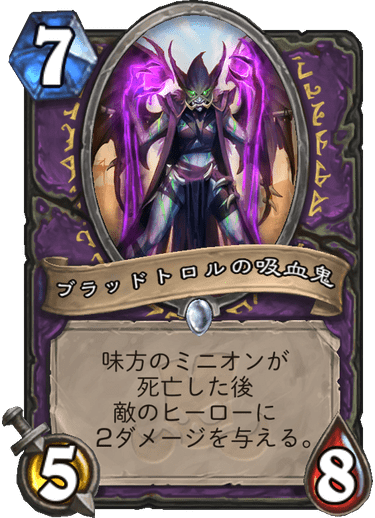 7
ブラッドトロルの吸血鬼
味方のミニオンが
死亡した後
敵のヒーローに
2ダメージを与える。
5
8